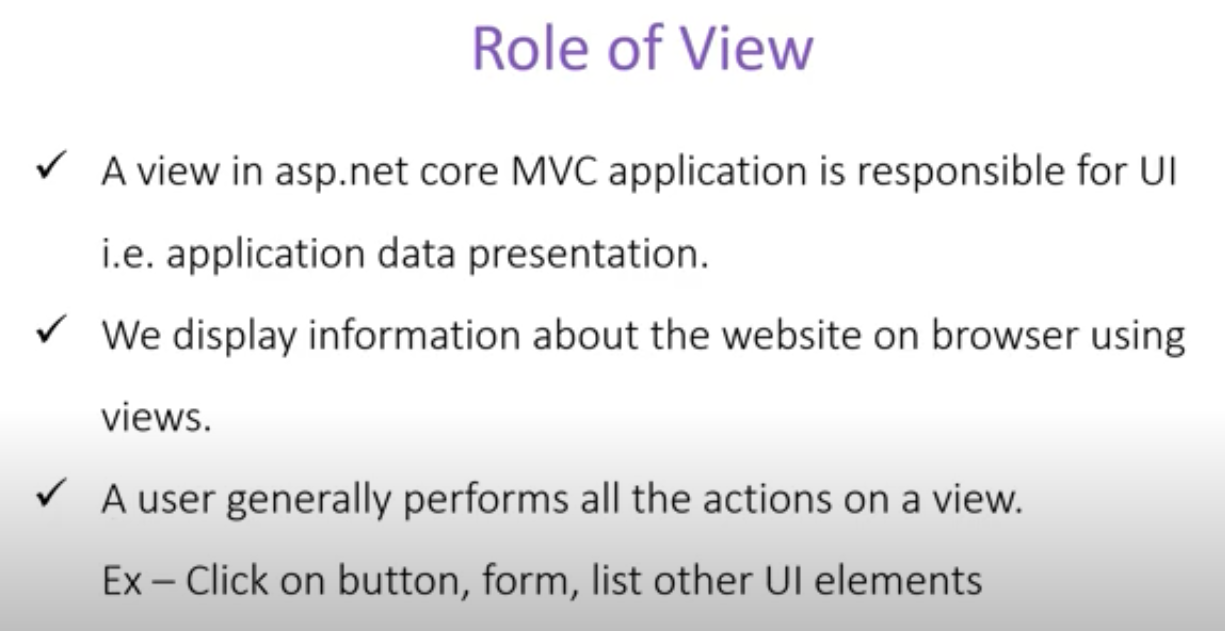 Role of View
✓ A view in asp.net core MVC application is responsible for UI
i.e. application data presentation.
✓ We display information about the website on browser using
views.
✓ A user generally performs all the actions on a view.
Ex – Click on button, form, list other UI elements